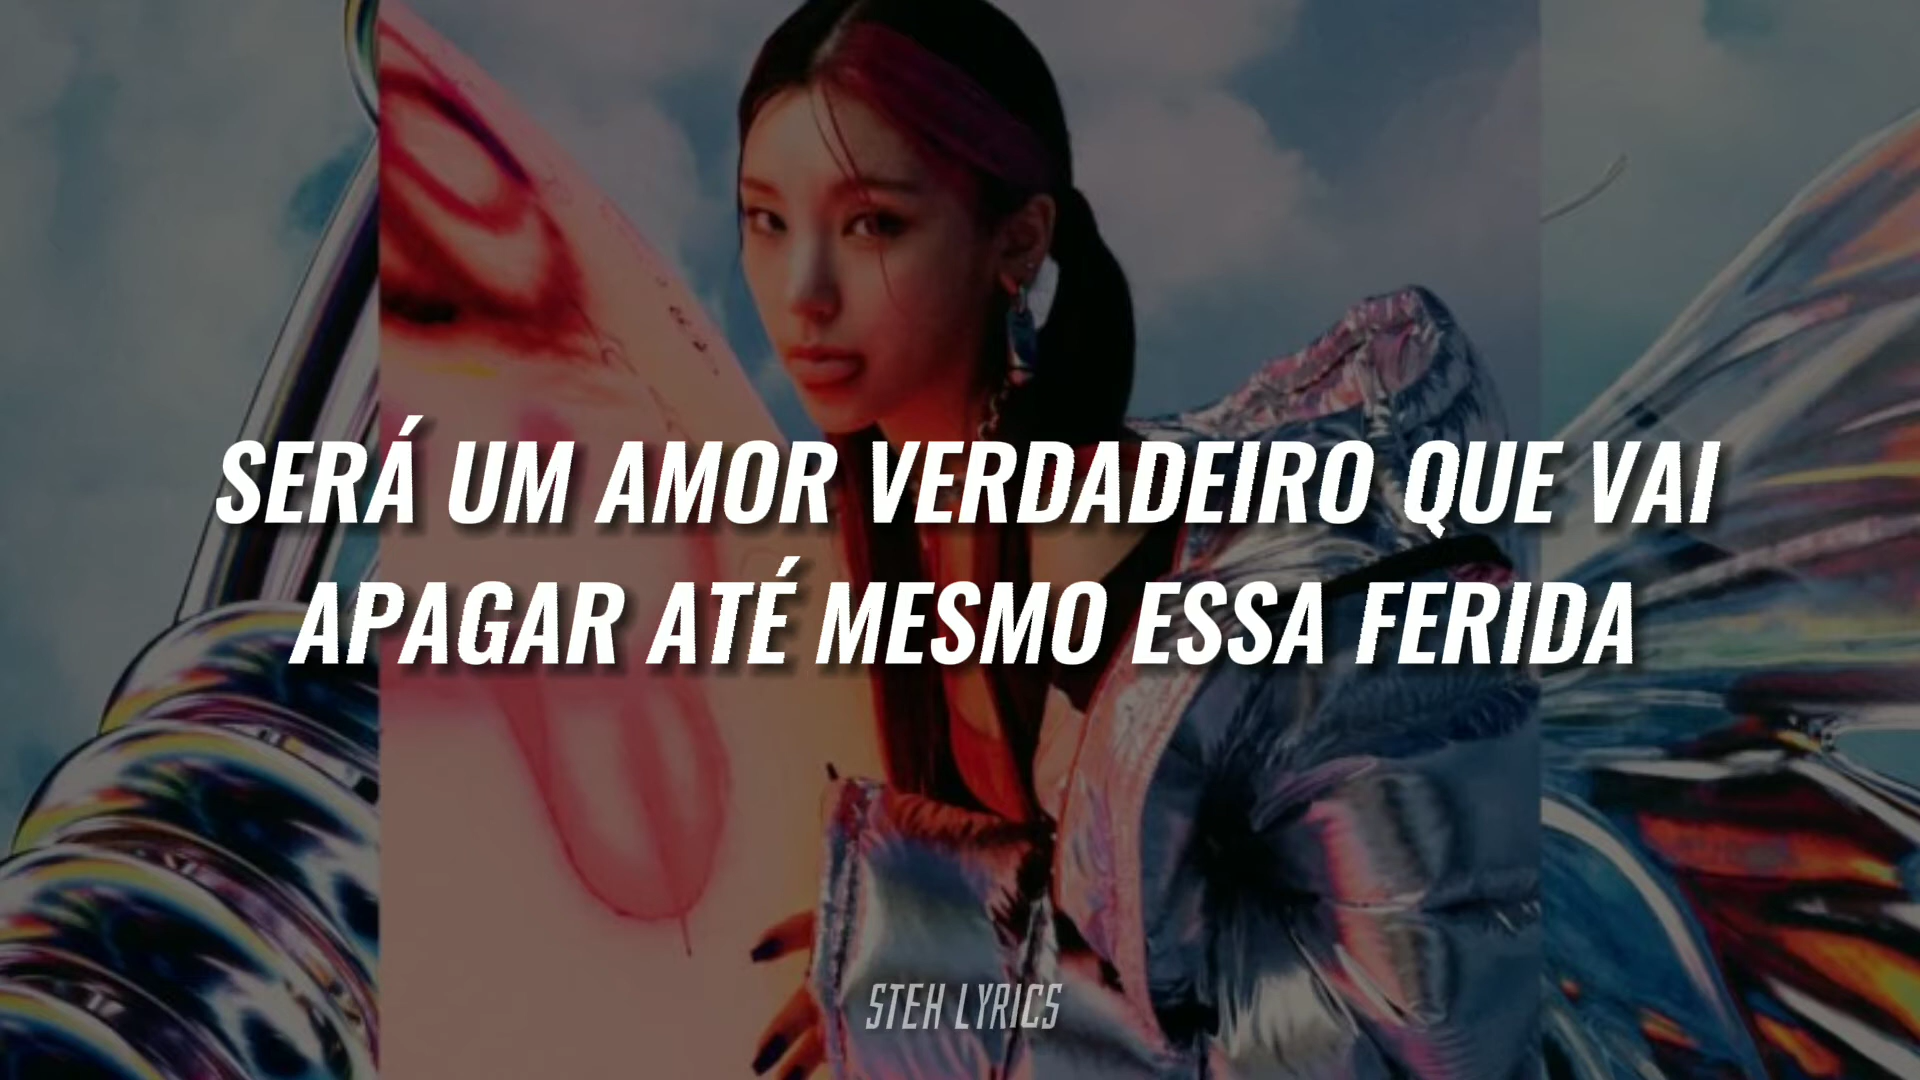 SERÁ UM AMOR VERDADEIRO QUE VAI
APAGAR ATÉ MESMO ESSA FERIDA
STEH LYRICS